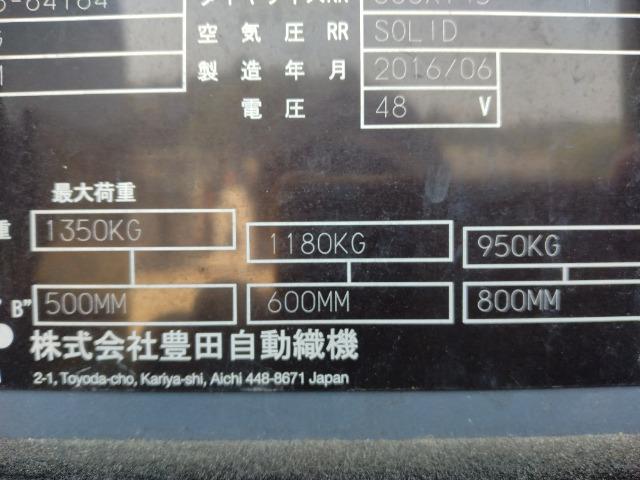 空気圧 RR SOLID
製造年月 2016/06
電圧 48 V
最大荷重
1350KG 1180KG 950KG
B" 500MM 600MM 800MM
株式会社豊田自動織機
2-1, Toyoda-cho, Kariya-shi, Aichi 448-8671 Japan